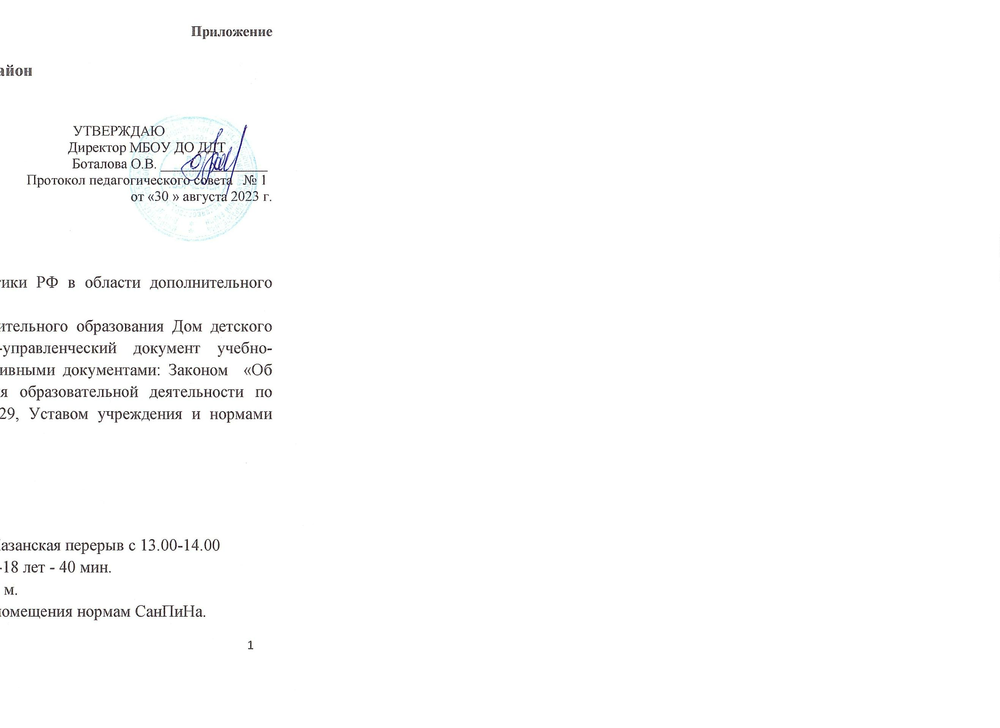 Приложение
айон
УТВЕРЖДАЮ
Директор МБОУ ДО ДДТ
Боталова О.В.
Протокол педагогического совета № 1
от «30 » августа 2023 г.
тики РФ в области дополнительного
ительного образования Дом детского
-управленческий документ учебно-
ивными документами: Законом «Об
я образовательной деятельности по
29, Уставом учреждения и нормами
Казанская перерыв с 13.00-14.00
-18 лет - 40 мин.
м.
помещения нормам СанПиНа.
1